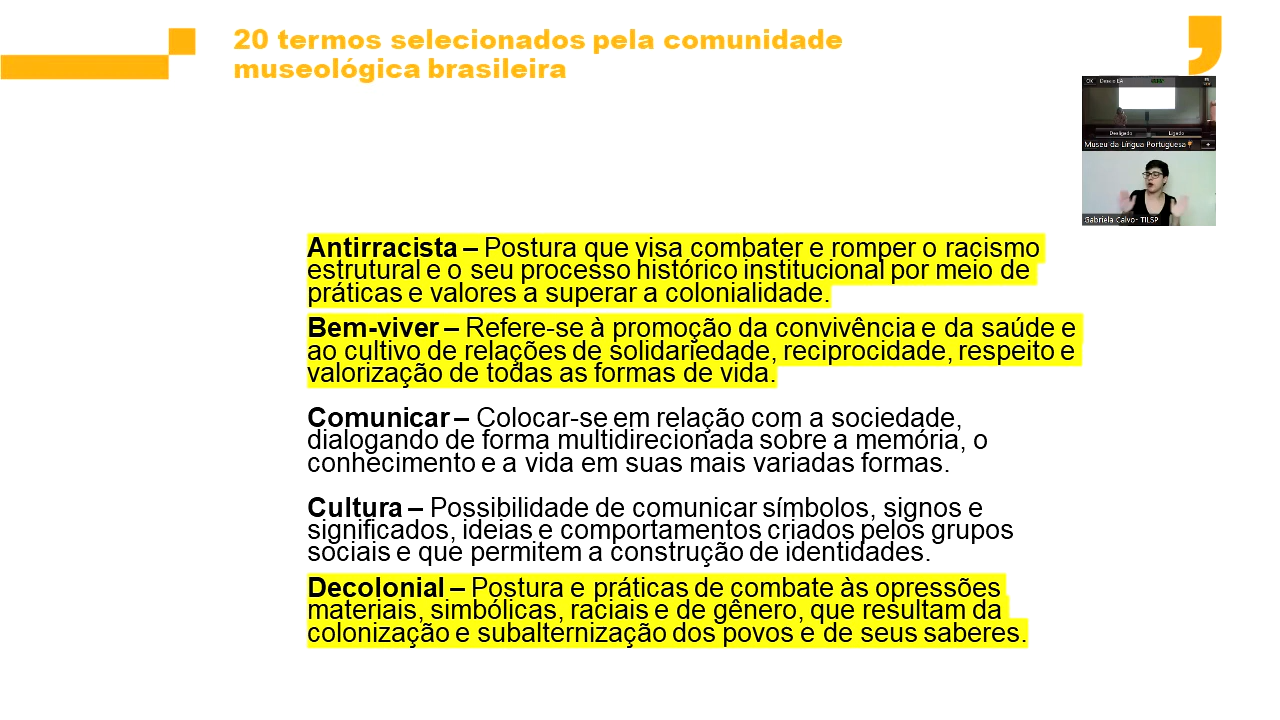 20 termos selecionados pela comunidade
museológica brasileira
Museu da Língua Portuguesa
Desligado
Ligado
Gabriela Calvo- TILSP
Antirracista – Postura que visa combater e romper o racismo
estrutural e o seu processo histórico institucional por meio de
práticas e valores a superar a colonialidade.
Bem-viver – Refere-se à promoção da convivência e da saúde e
ao cultivo de relações de solidariedade, reciprocidade, respeito e
valorização de todas as formas de vida.
Comunicar – Colocar-se em relação com a sociedade,
dialogando de forma multidirecionada sobre a memória, o
conhecimento e a vida em suas mais variadas formas.
Cultura – Possibilidade de comunicar símbolos, signos e
significados, ideias e comportamentos criados pelos grupos
sociais e que permitem a construção de identidades.
Decolonial – Postura e práticas de combate às opressões
materiais, simbólicas, raciais e de gênero, que resultam da
colonização e subalternização dos povos e de seus saberes.